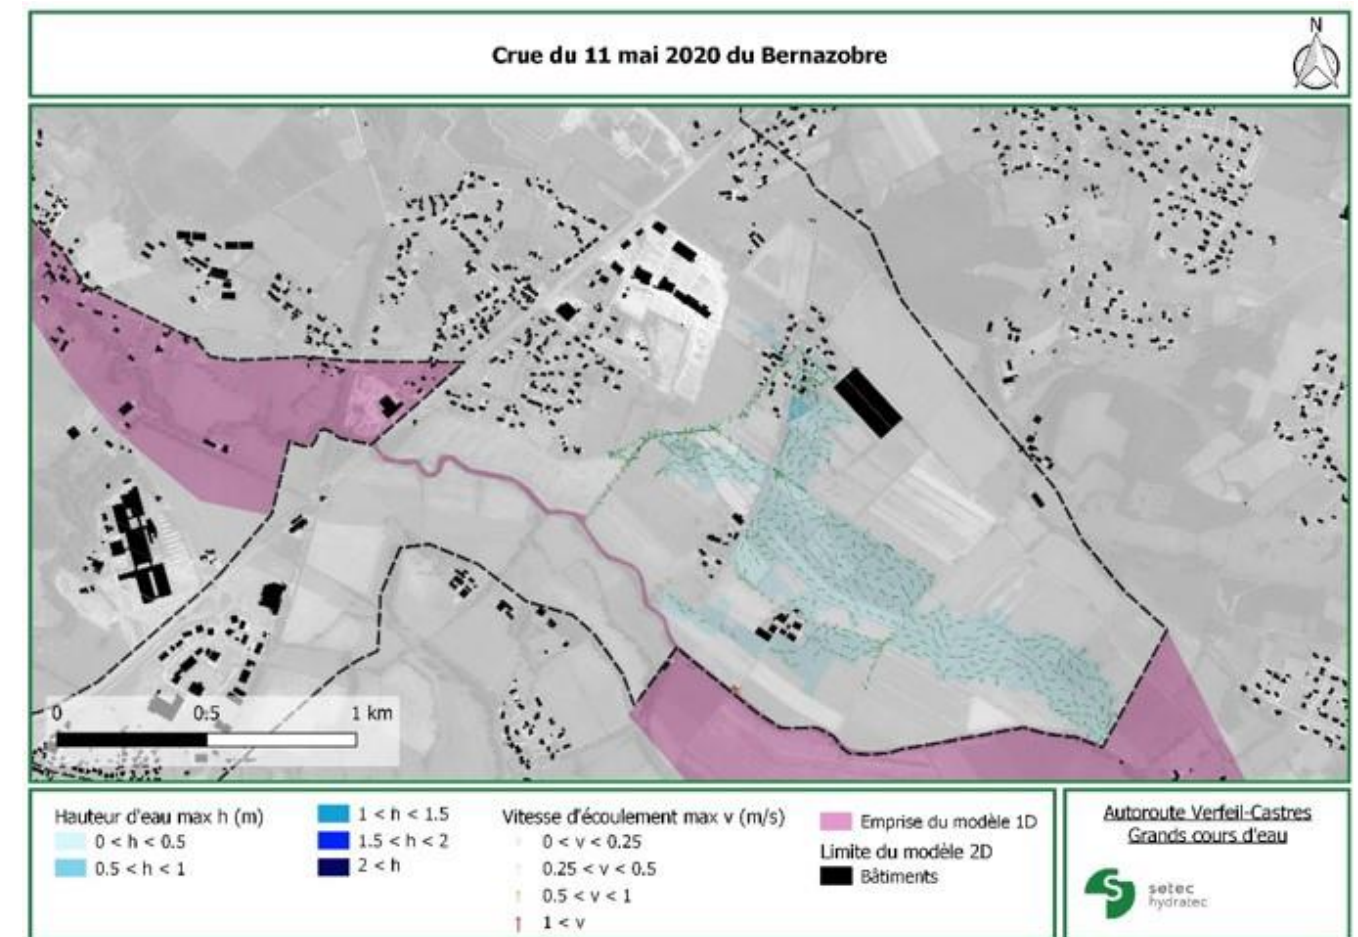 Crue du 11 mai 2020 du Bernazobre
N
0 0.5 1 km
Hauteur d'eau max h (m)
0 < h < 0.5
0.5 < h < 1
1 < h < 1.5
1.5 < h < 2
2 < h
Vitesse d'écoulement max v (m/s)
0 < v < 0.25
0.25 < v < 0.5
0.5 < v < 1
1 < v
Emprise du modèle 1D
Limite du modèle 2D
Bâtiments
Autoroute Verfeil-Castres
Grands cours d'eau
setec
hydratec